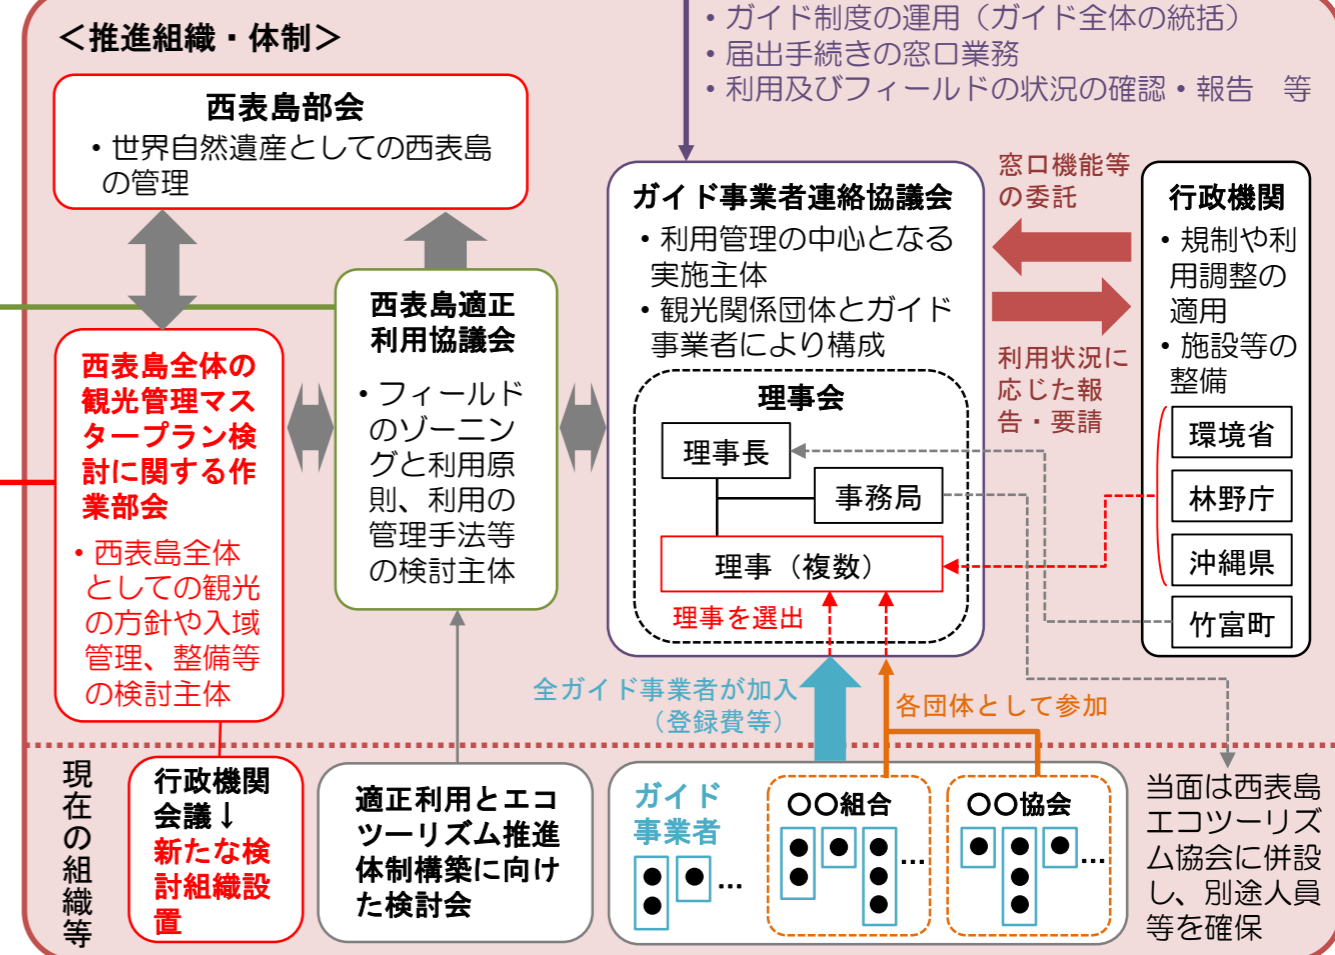 ＜推進組織・体制＞
・ガイド制度の運用（ガイド全体の統括）
・届出手続きの窓口業務
・利用及びフィールドの状況の確認・報告　等
西表島部会
・世界自然遺産としての西表島
の管理
西表島全体の
観光管理マス
タープラン検
討に関する作
業部会
・西表島全体
としての観光
の方針や入域
管理、整備等
の検討主体
西表島適正
利用協議会
・フィールド
のゾーニン
グと利用原
則、利用の
管理手法等
の検討主体
ガイド事業者連絡協議会
・利用管理の中心となる
実施主体
・観光関係団体とガイド
事業者により構成
理事会
理事長
事務局
理事（複数）
理事を選出
窓口機能等
の委託
利用状況に
応じた報
告・要請
行政機関
・規制や利
用調整の
適用
・施設等の
整備
環境省
林野庁
沖縄県
竹富町
全ガイド事業者が加入
（登録費等）
各団体として参加
現在の組織等
行政機関
会議↓
新たな検
討組織設
置
適正利用とエコ
ツーリズム推進
体制構築に向け
た検討会
ガイド
事業者
…
〇〇組合
…
〇〇協会
…
当面は西表島
エコツーリズ
ム協会に併設
し、別途人員
等を確保